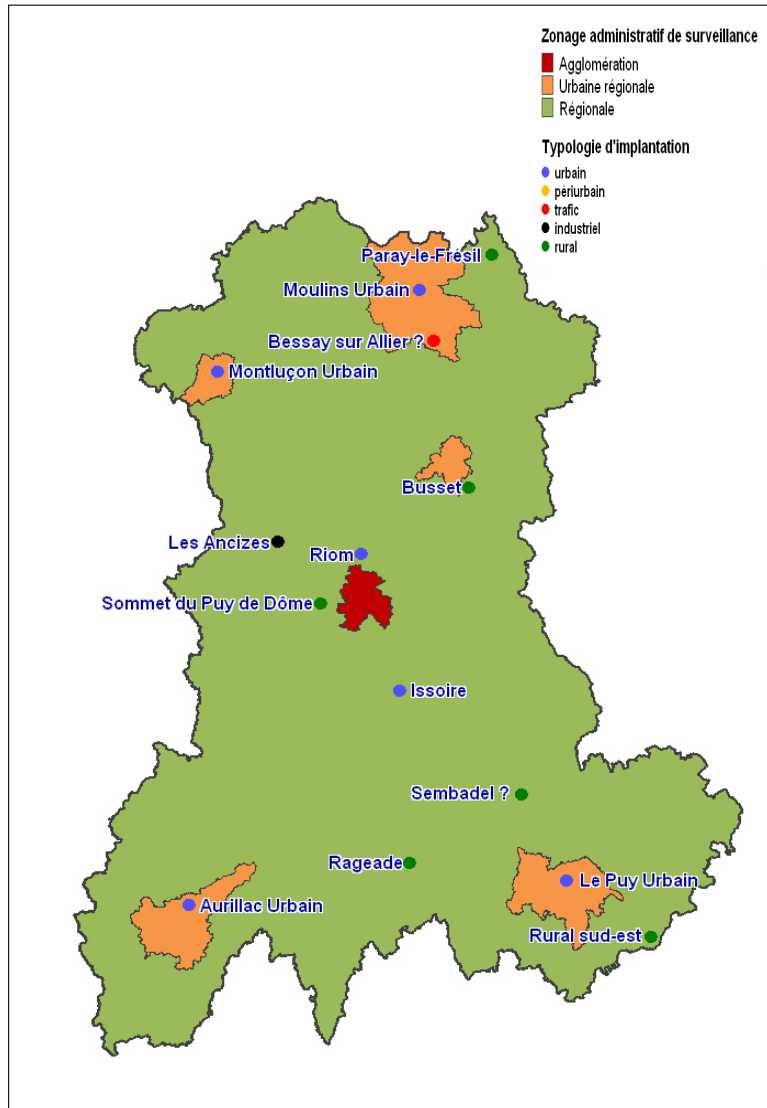 Zonage administratif de surveillance
Agglomération
Urbaine régionale
Régionale
Typologie d'implantation
urbain
périurbain
trafic
industriel
rural
Paray-le-Frésil
Moulins Urbain
Bessay sur Allier ?
Montluçon Urbain
Busset
Les Ancizes
Riom
Sommet du Puy de Dôme
Issoire
Sembadel ?
Rageade
Le Puy Urbain
Aurillac Urbain
Rural sud-est